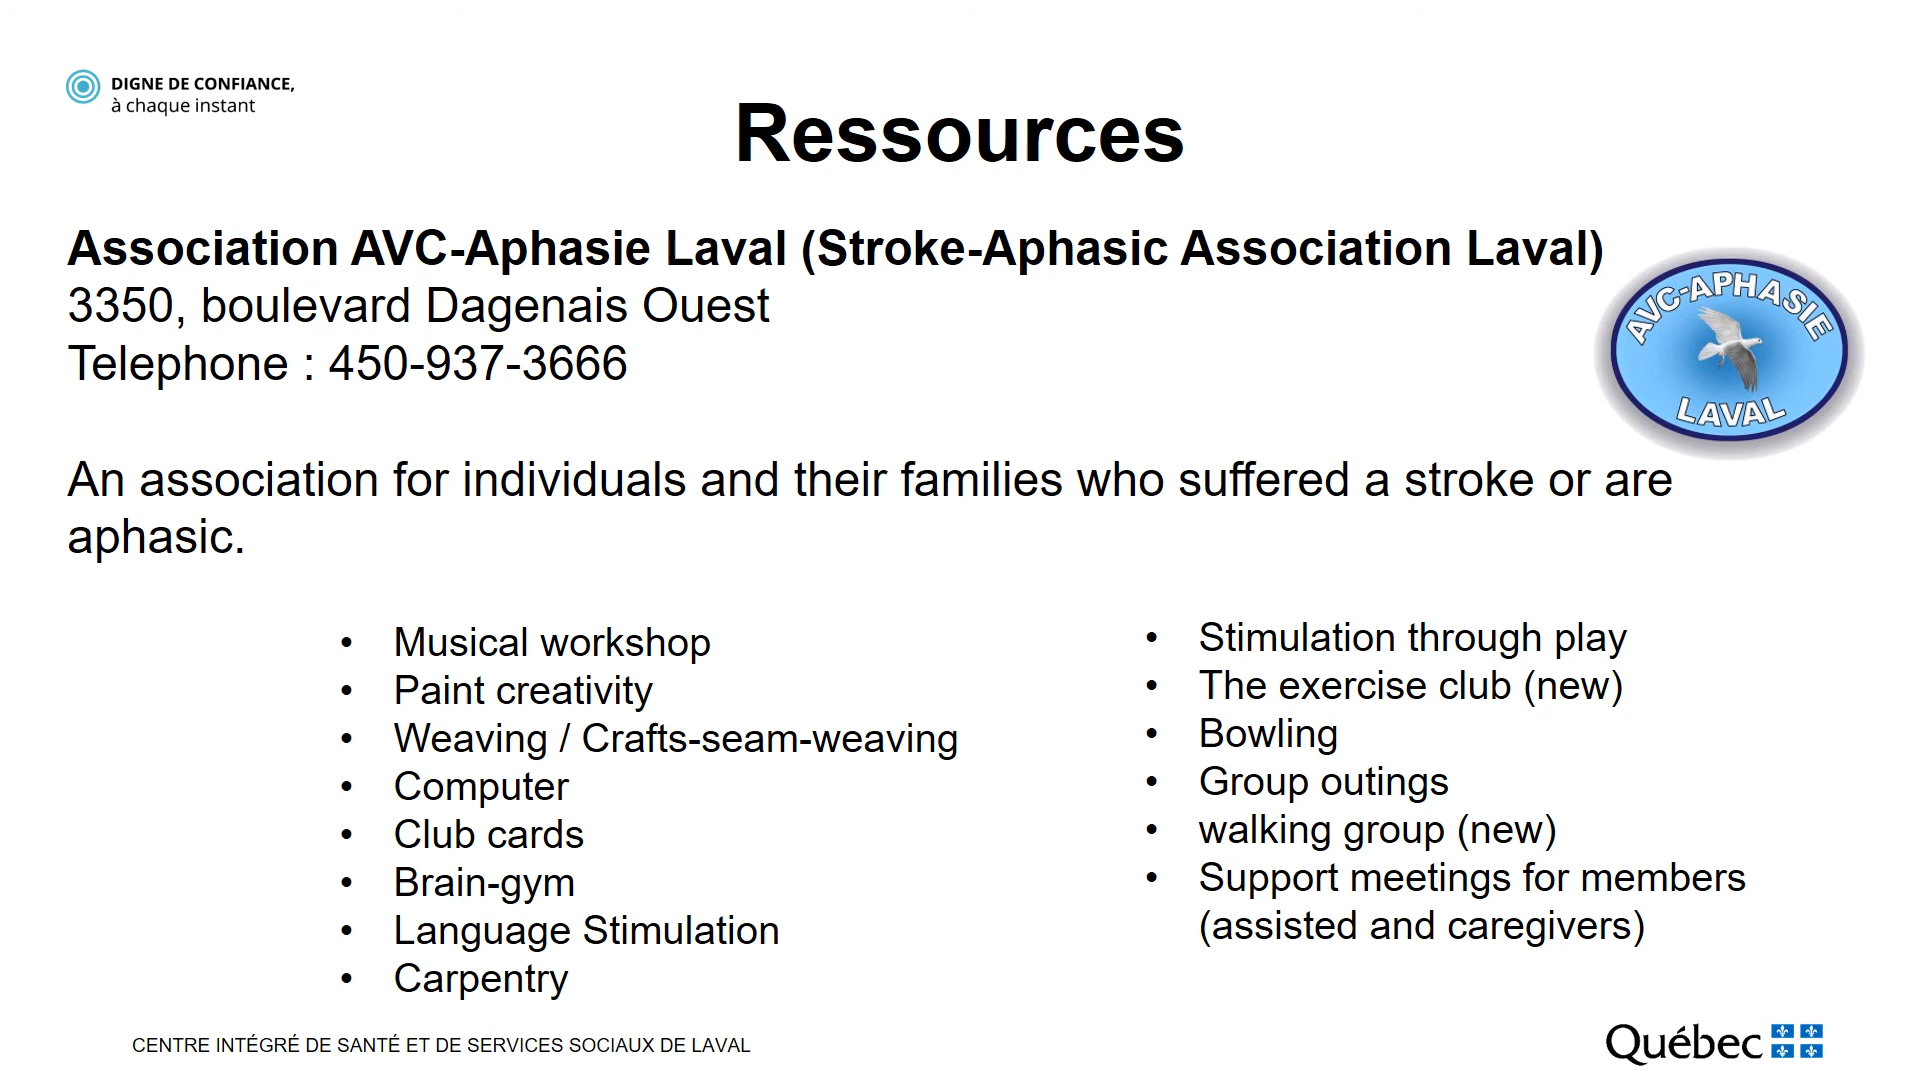 DIGNE DE CONFIANCE,
à chaque instant
Ressources
Association AVC-Aphasie Laval (Stroke-Aphasic Association Laval)
3350, boulevard Dagenais Ouest
Telephone : 450-937-3666
AVC-APHASIE
LAVAL
An association for individuals and their families who suffered a stroke or are
aphasic.
• Musical workshop
• Paint creativity
• Weaving / Crafts-seam-weaving
• Computer
• Club cards
• Brain-gym
• Language Stimulation
• Carpentry
• Stimulation through play
• The exercise club (new)
• Bowling
• Group outings
• walking group (new)
• Support meetings for members
(assisted and caregivers)
CENTRE INTÉGRÉ DE SANTÉ ET DE SERVICES SOCIAUX DE LAVAL
Québec